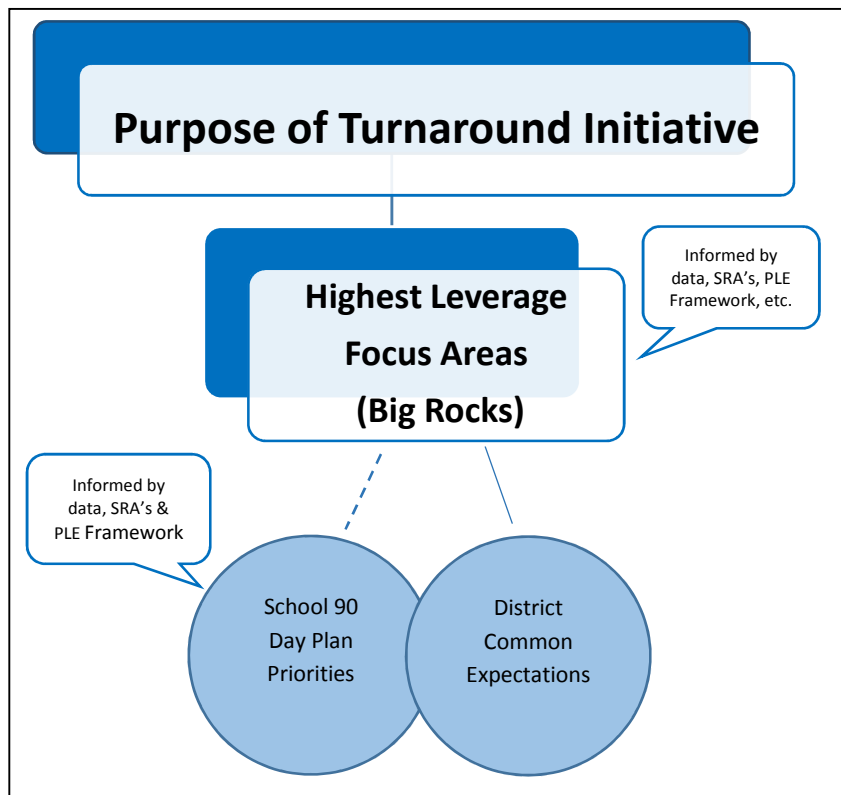 Purpose of Turnaround Initiative
Highest Leverage
Focus Areas
(Big Rocks)
Informed by
data, SRA’s, PLE
Framework, etc.
Informed by
data, SRA’s &
PLE Framework
School 90
Day Plan
Priorities
District
Common
Expectations